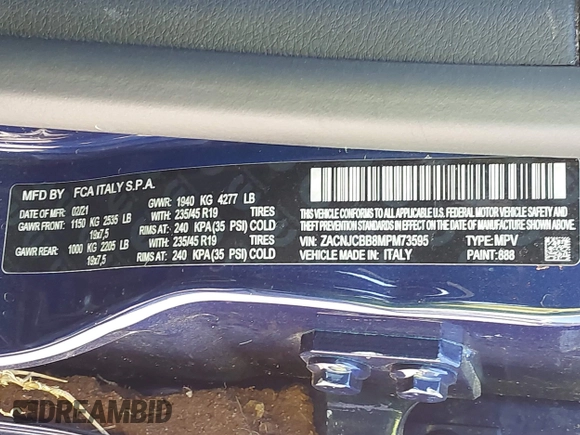 MFD BY FCA ITALY S.P.A.
DATE OF MFR: 02/21 GVWR: 1940 KG 4277 LB
GAWR FRONT: 1150 KG 2535 LB WITH: 235/45 R19 TIRES
19x7,5 RIMS AT: 240 KPA(35 PSI) COLD
GAWR REAR: 1000 KG 2205 LB WITH: 235/45 R19 TIRES
19x7,5 RIMS AT: 240 KPA(35 PSI) COLD
THIS VEHICLE CONFORMS TO ALL APPLICABLE U.S. FEDERAL MOTOR VEHICLE SAFETY, BUMPER, AND
THEFT PREVENTION STANDARDS IN EFFECT ON THE DATE OF MANUFACTURE SHOWN ABOVE.
VIN: ZACNJCBB8MPM73595 TYPE: MPV
VEHICLE MADE IN: ITALY PAINT:888
DREAMBID